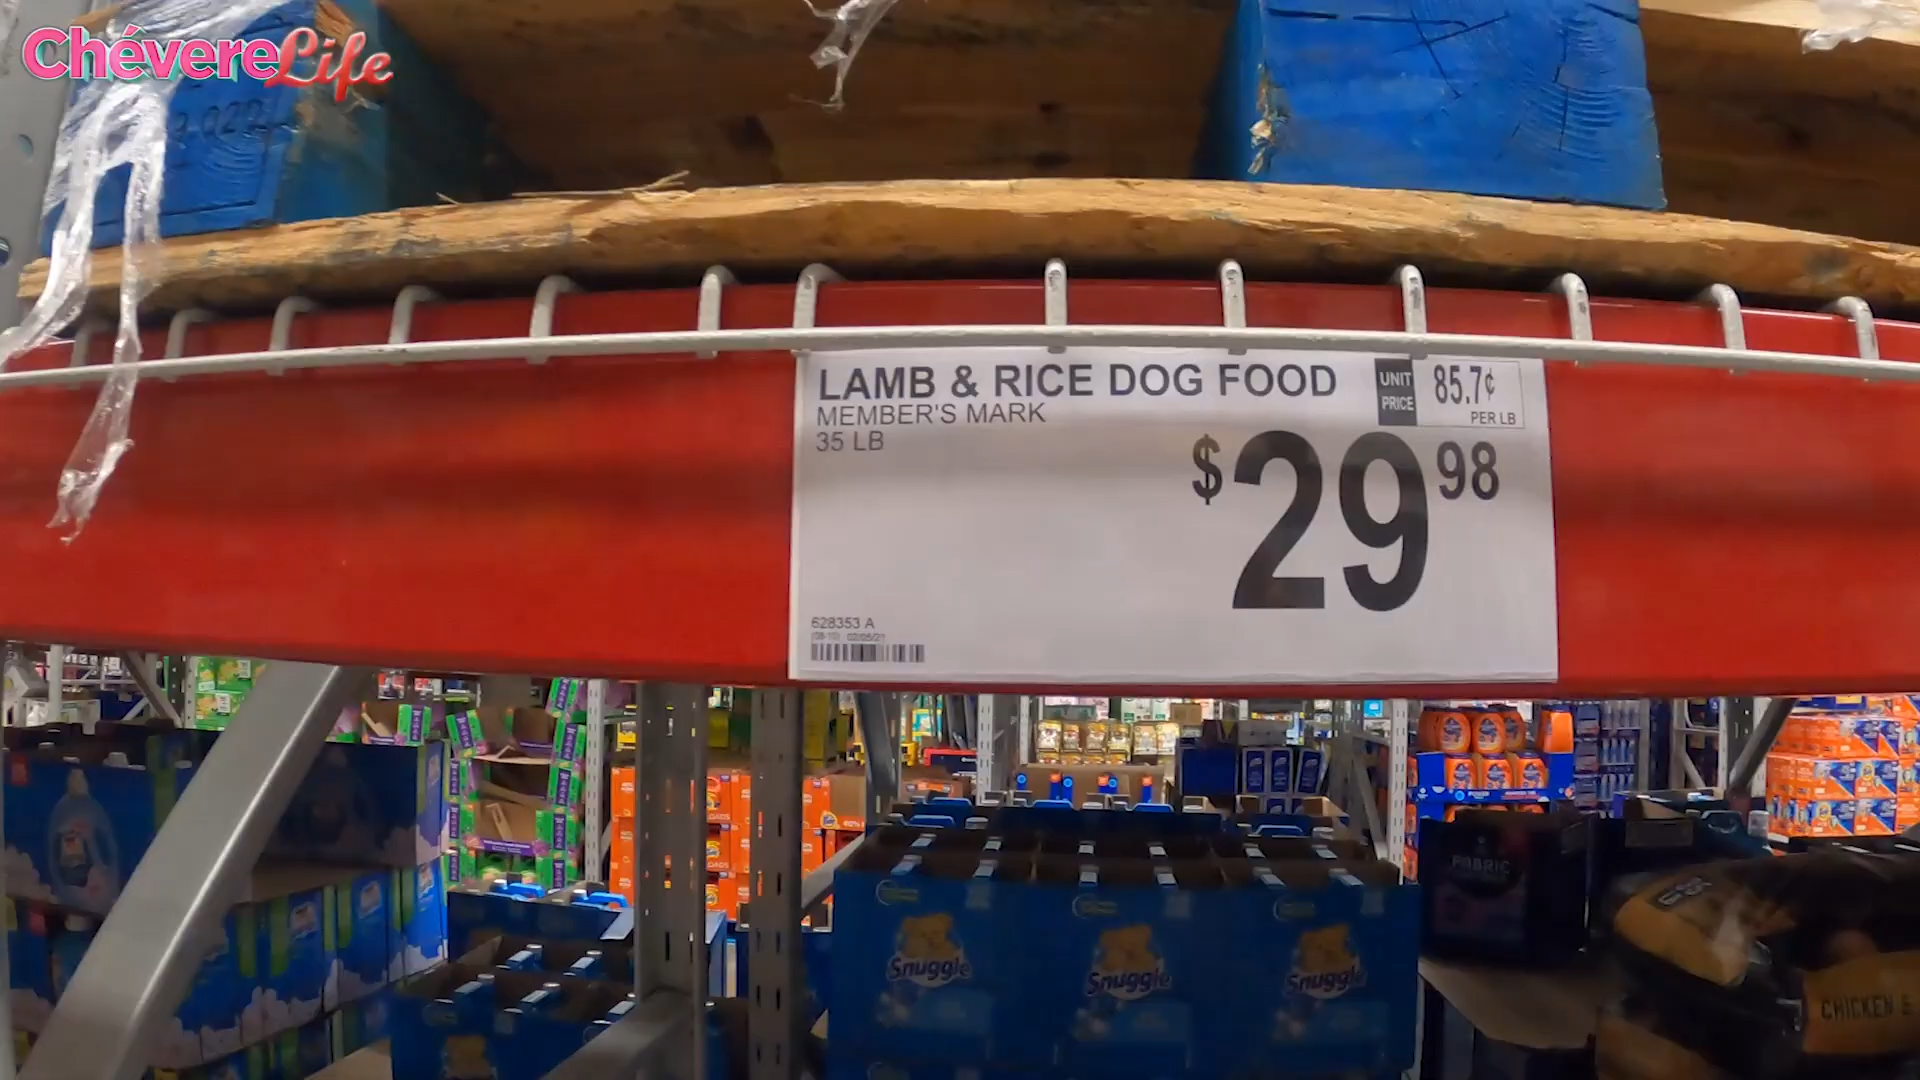 ChévereLife
LAMB & RICE DOG FOOD
MEMBER'S MARK
35 LB
UNIT PRICE
85.7¢
PER LB
$29 98
628353 A
Snuggle
Snuggle
Snuggle
FABRIC
CHICKEN &